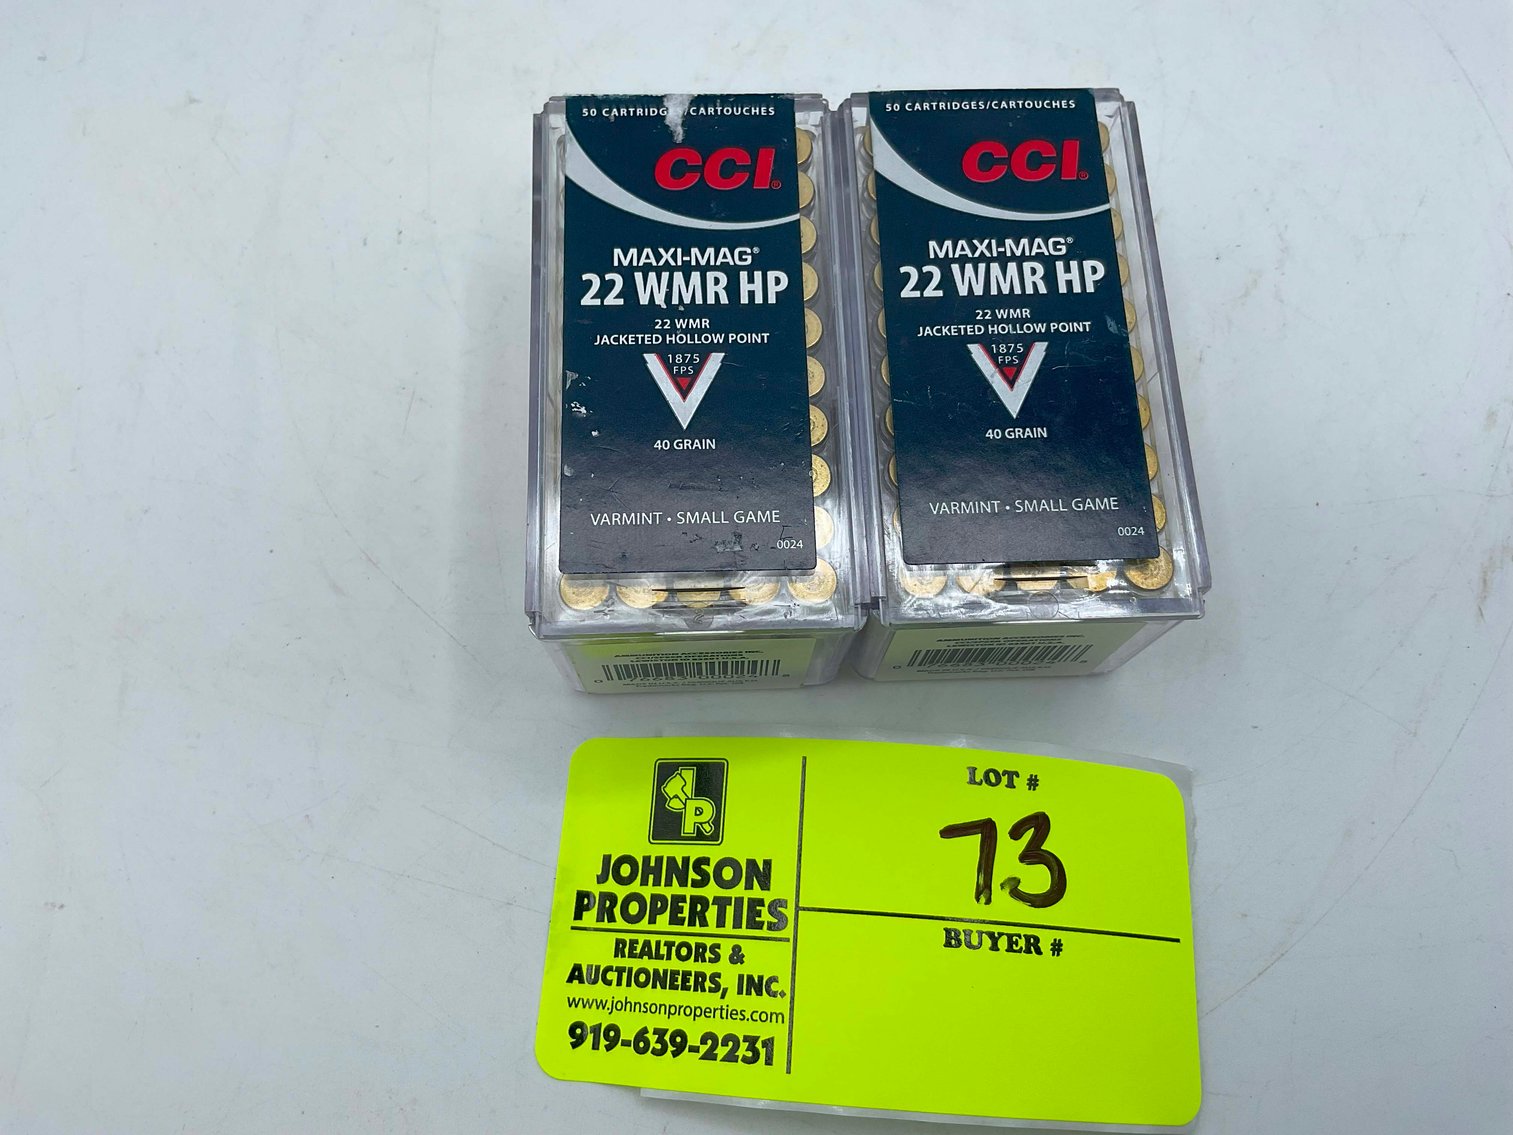 50 CARTRIDGES/CARTOUCHES
CCI®
MAXI-MAG®
22 WMR HP
22 WMR
JACKETED HOLLOW POINT
1875
FPS
40 GRAIN
VARMINT • SMALL GAME
0024
50 CARTRIDGES/CARTOUCHES
CCI®
MAXI-MAG®
22 WMR HP
22 WMR
JACKETED HOLLOW POINT
1875
FPS
40 GRAIN
VARMINT • SMALL GAME
0024
JP
JOHNSON
PROPERTIES
REALTORS &
AUCTIONEERS, INC.
www.johnsonproperties.com
919-639-2231
LOT #
73
BUYER #